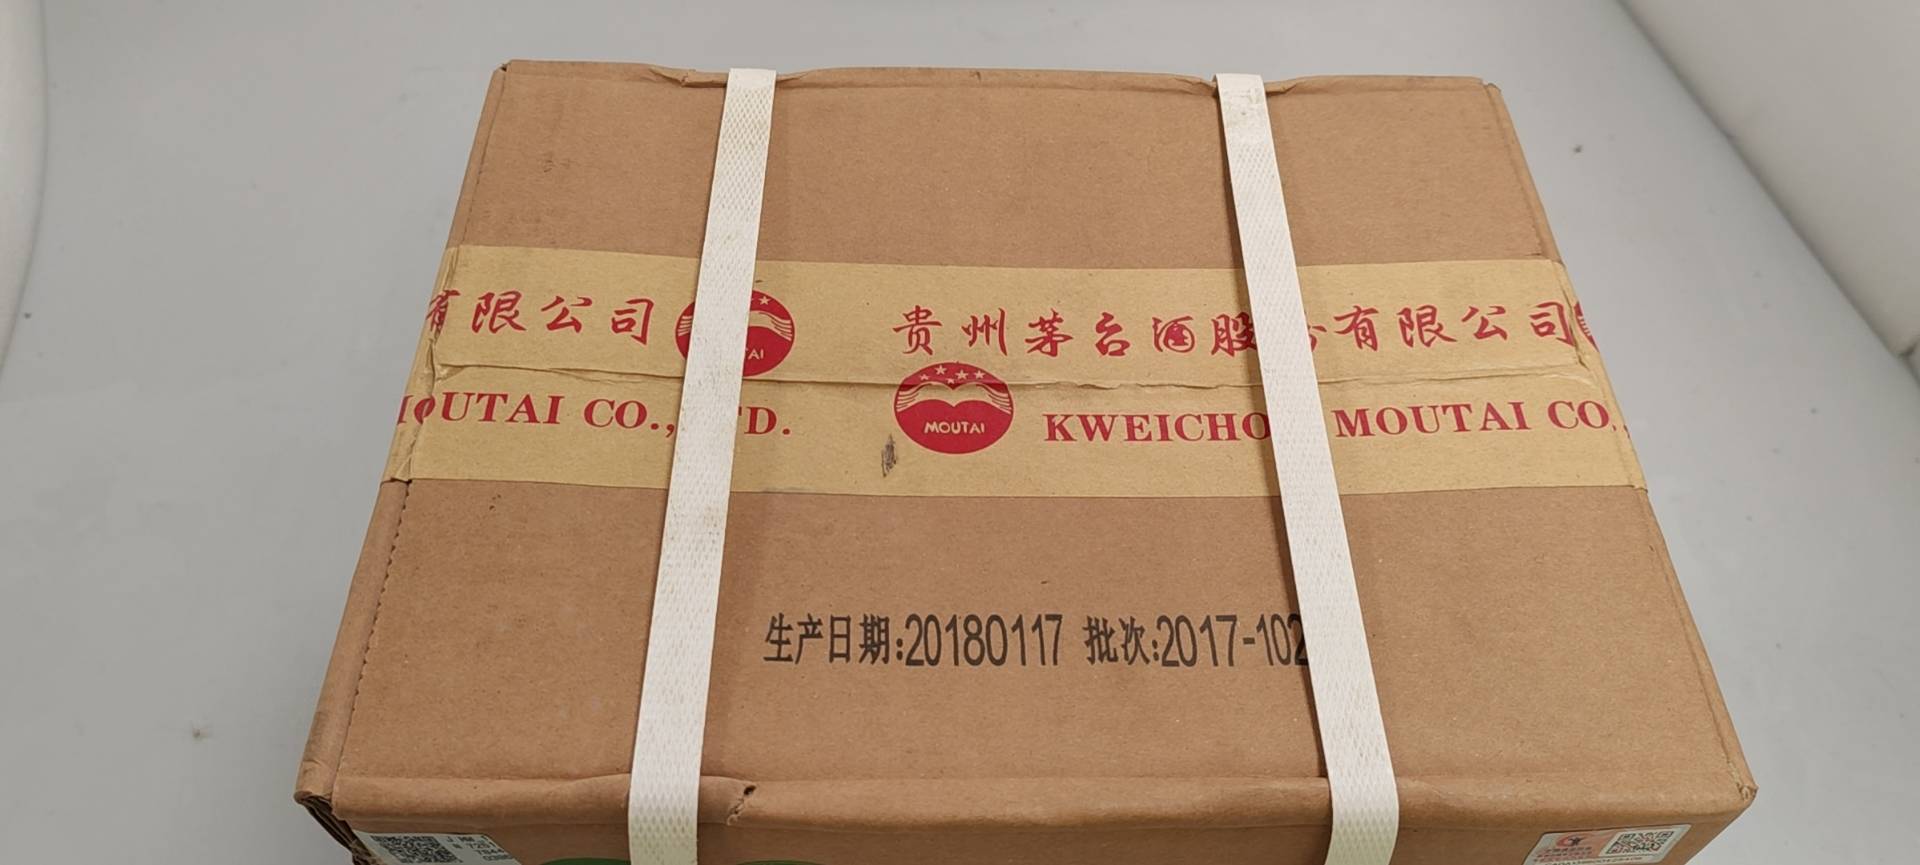 有限公司
贵州茅台酒股 有限公司
MOUTAI CO., TD.
MOUTAI
KWEICHO MOUTAI CO.,
生产日期:20180117 批次:2017-102